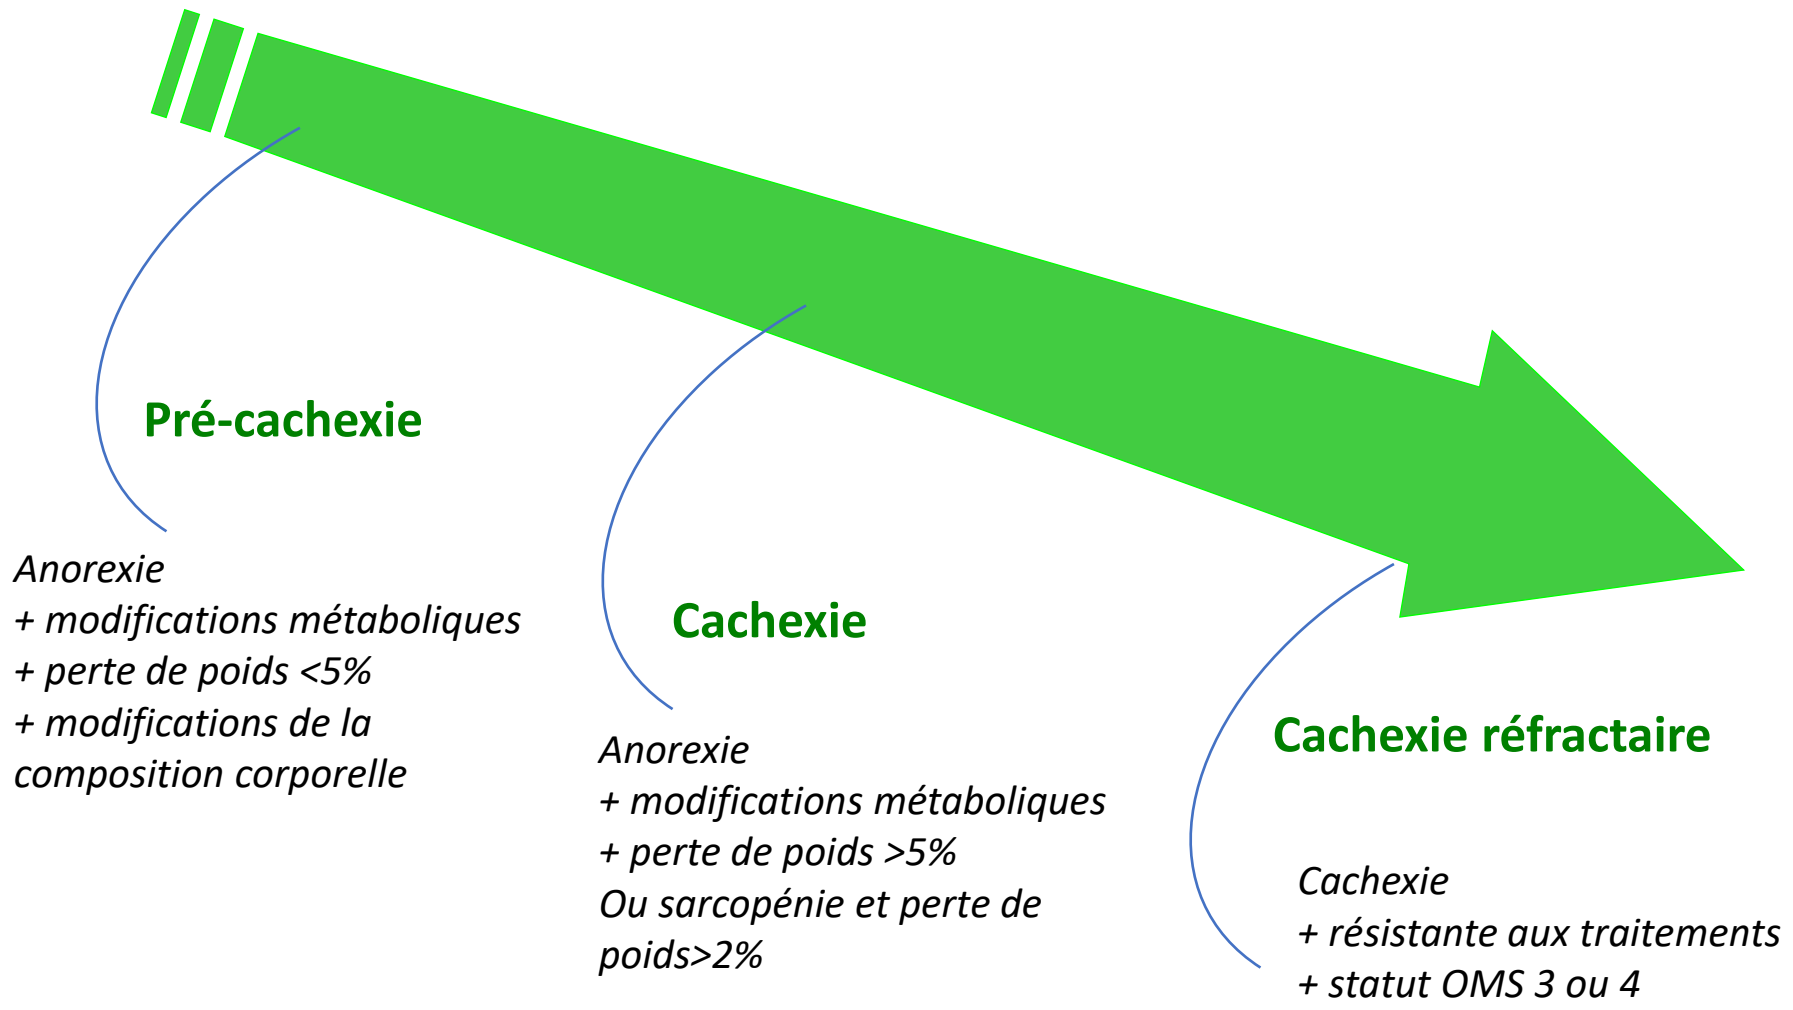 Pré-cachexie
Anorexie
+ modifications métaboliques
+ perte de poids <5%
+ modifications de la
composition corporelle
Cachexie
Anorexie
+ modifications métaboliques
+ perte de poids >5%
Ou sarcopénie et perte de
poids>2%
Cachexie réfractaire
Cachexie
+ résistante aux traitements
+ statut OMS 3 ou 4